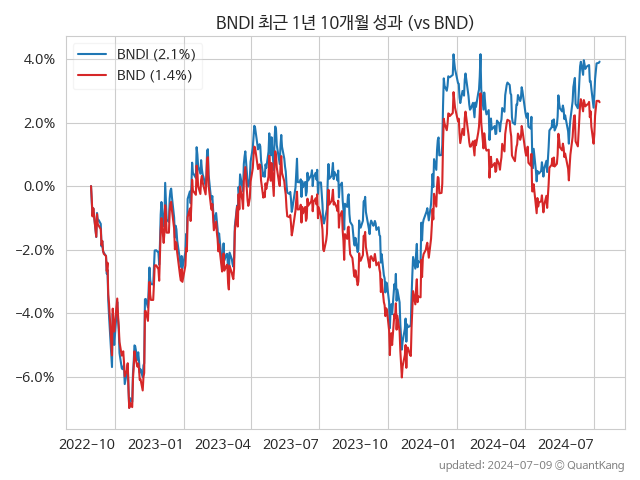 BNDI 최근 1년 10개월 성과 (vs BND)
BNDI (2.1%)
BND (1.4%)
4.0%
2.0%
0.0%
−2.0%
−4.0%
−6.0%
2022−10 2023−01 2023−04 2023−07 2023−10 2024−01 2024−04 2024−07
updated: 2024-07-09 © QuantKang